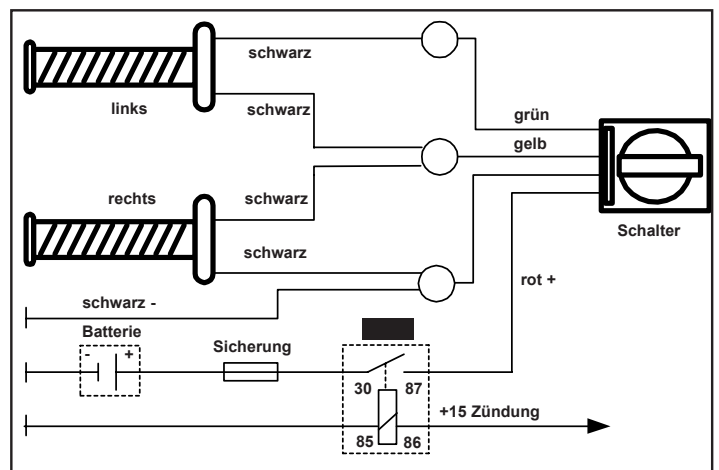 schwarz
links
schwarz
grün
gelb
rechts
schwarz
Schalter
schwarz
rot +
schwarz -
Batterie
- +
Sicherung
30 87
+15 Zündung
85 86